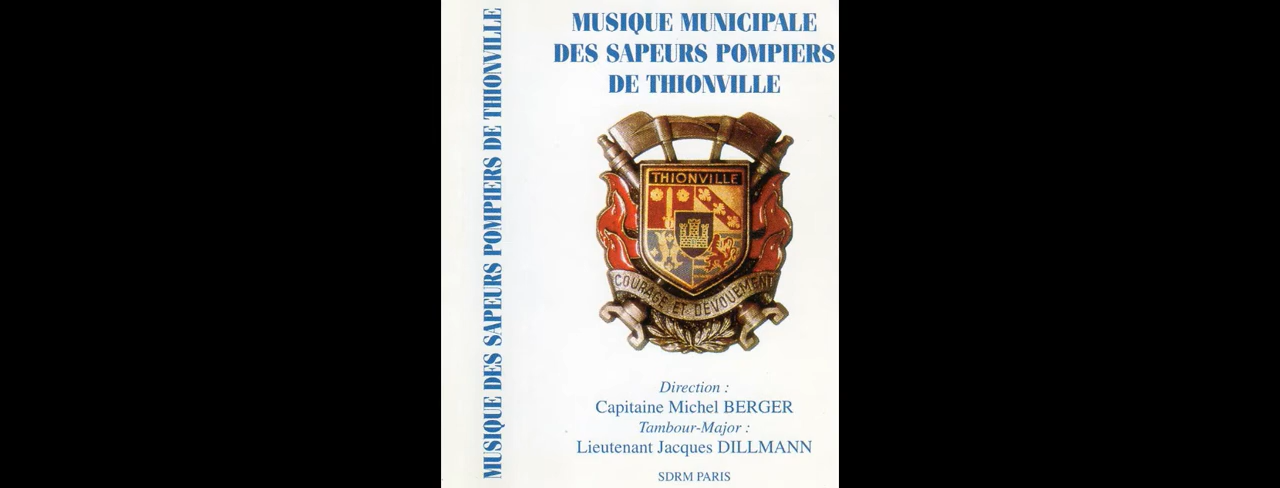 MUSIQUE DES SAPEURS POMPIERS DE THIONVILLE
MUSIQUE MUNICIPALE
DES SAPEURS POMPIERS
DE THIONVILLE
THIONVILLE
COURAGE ET DEVOUEMENT
Direction :
Capitaine Michel BERGER
Tambour-Major :
Lieutenant Jacques DILLMANN
SDRM PARIS